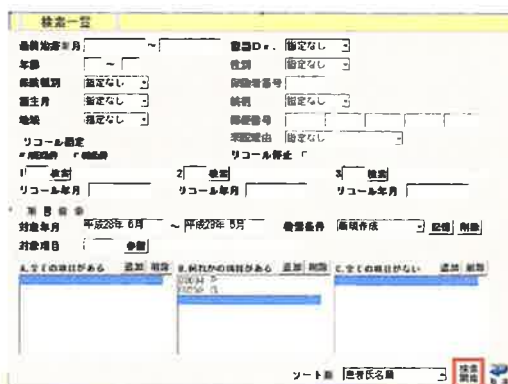 検索一覧
最終治療年月 ～ 担当Dr. 指定なし
年齢 ～ 性別 指定なし
保険種別 指定なし 保険者番号
誕生月 指定なし 続柄 指定なし
地域 指定なし 郵便番号
リコール設定 来院理由 指定なし
リコール停止
1 検索 2 検索 3 検索
リコール年月 リコール年月 リコール年月
対象年月 平成28年 6月 ～ 平成28年 6月 検索条件 新規作成 記憶 削除
対象項目 参照
A.全ての項目がある 追加 削除 B.何れかの項目がある 追加 削除 C.全ての項目がない 追加 削除
ソート順 患者氏名順 検索開始